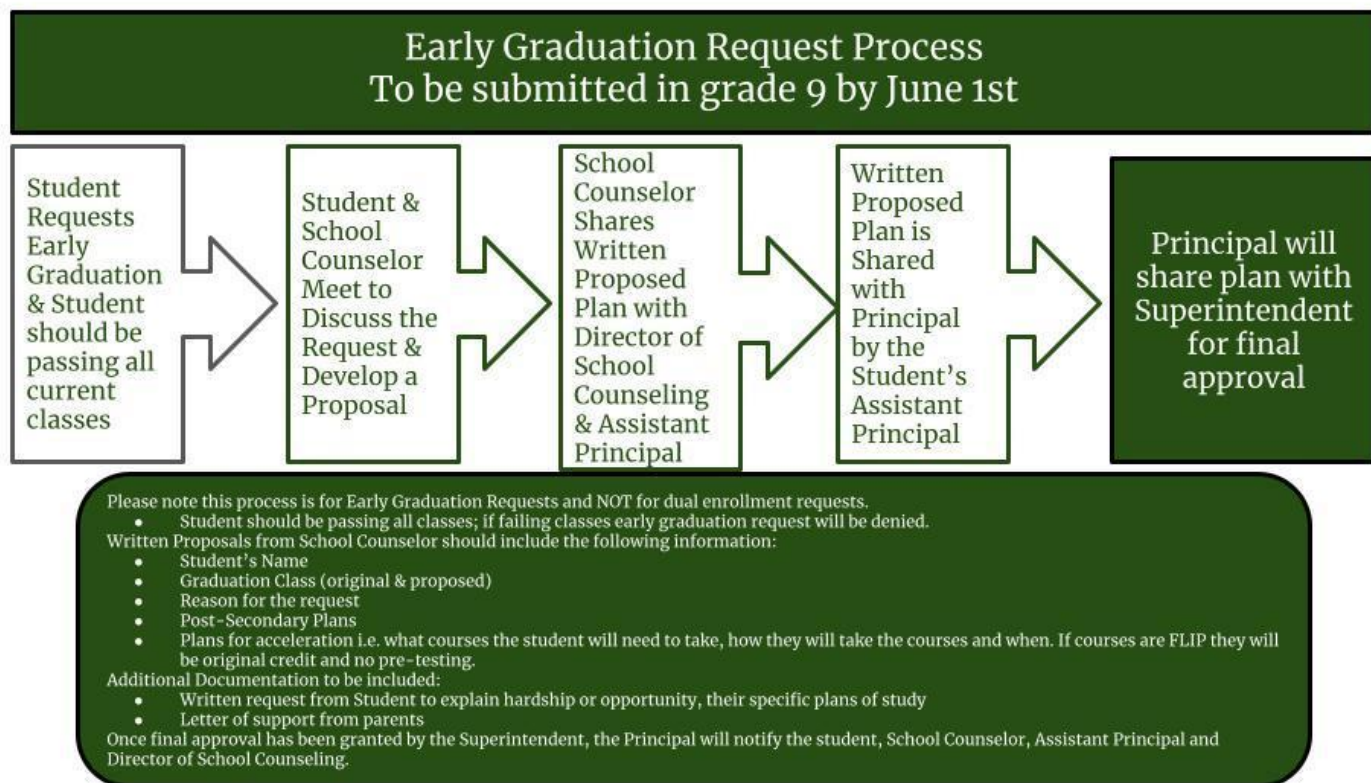 Early Graduation Request Process
To be submitted in grade 9 by June 1st
Student
Requests
Early
Graduation
& Student
should be
passing all
current
classes
Student &
School
Counselor
Meet to
Discuss the
Request &
Develop a
Proposal
School
Counselor
Shares
Written
Proposed
Plan with
Director of
School
Counseling
& Assistant
Principal
Written
Proposed
Plan is
Shared
with
Principal
by the
Student's
Assistant
Principal
Principal will
share plan with
Superintendent
for final
approval
Please note this process is for Early Graduation Requests and NOT for dual enrollment requests.
● Student should be passing all classes; if failing classes early graduation request will be denied.
Written Proposals from School Counselor should include the following information:
● Student's Name
● Graduation Class (original & proposed)
● Reason for the request
● Post-Secondary Plans
● Plans for acceleration i.e. what courses the student will need to take, how they will take the courses and when. If courses are FLIP they will
be original credit and no pre-testing.
Additional Documentation to be included:
● Written request from Student to explain hardship or opportunity, their specific plans of study
● Letter of support from parents
Once final approval has been granted by the Superintendent, the Principal will notify the student, School Counselor, Assistant Principal and
Director of School Counseling.